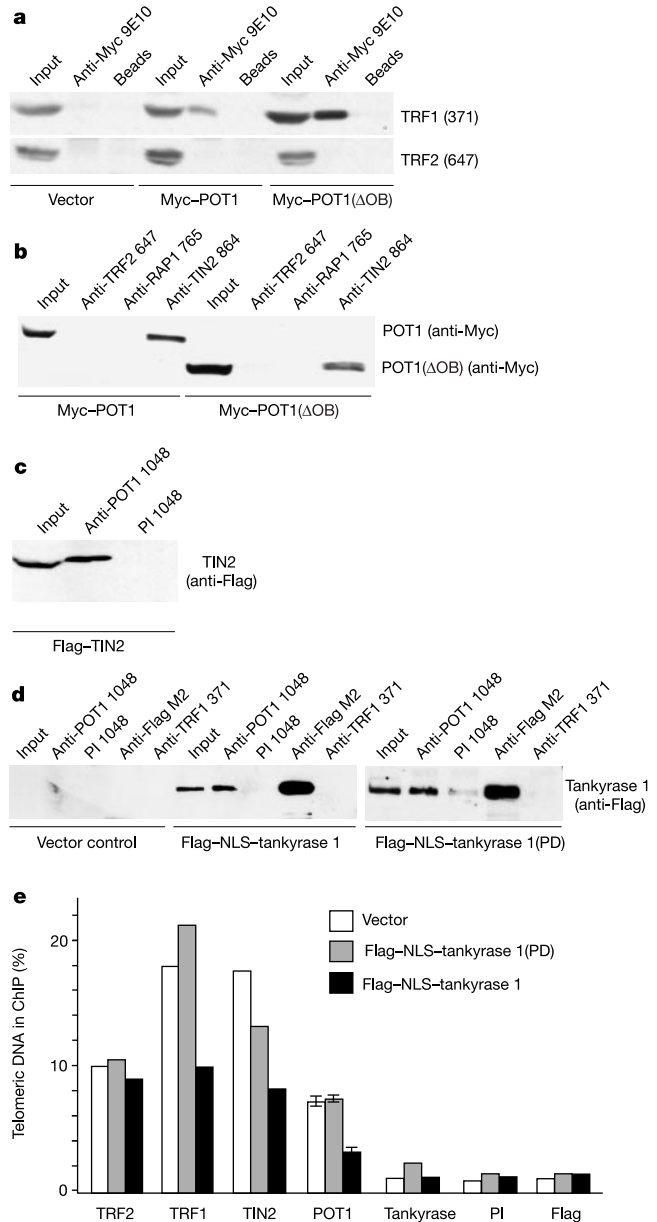 a
Input
Anti-Myc 9E10
Beads
Input
Anti-Myc 9E10
Beads
Input
Anti-Myc 9E10
Beads
TRF1 (371)
TRF2 (647)
Vector
Myc–POT1
Myc–POT1(ΔOB)
b
Input
Anti-TRF2 647
Anti-RAP1 765
Anti-TIN2 864
Input
Anti-TRF2 647
Anti-RAP1 765
Anti-TIN2 864
POT1 (anti-Myc)
POT1(ΔOB) (anti-Myc)
Myc–POT1
Myc–POT1(ΔOB)
c
Input
Anti-POT1 1048
PI 1048
TIN2
(anti-Flag)
Flag–TIN2
d
Input
Anti-POT1 1048
PI 1048
Anti-Flag M2
Anti-TRF1 371
Input
Anti-POT1 1048
PI 1048
Anti-Flag M2
Anti-TRF1 371
Input
Anti-POT1 1048
PI 1048
Anti-Flag M2
Anti-TRF1 371
Tankyrase 1
(anti-Flag)
Vector control
Flag–NLS–tankyrase 1
Flag–NLS–tankyrase 1(PD)
e
Telomeric DNA in ChIP (%)
20
10
0
Vector
Flag–NLS–tankyrase 1(PD)
Flag–NLS–tankyrase 1
TRF2
TRF1
TIN2
POT1
Tankyrase
PI
Flag